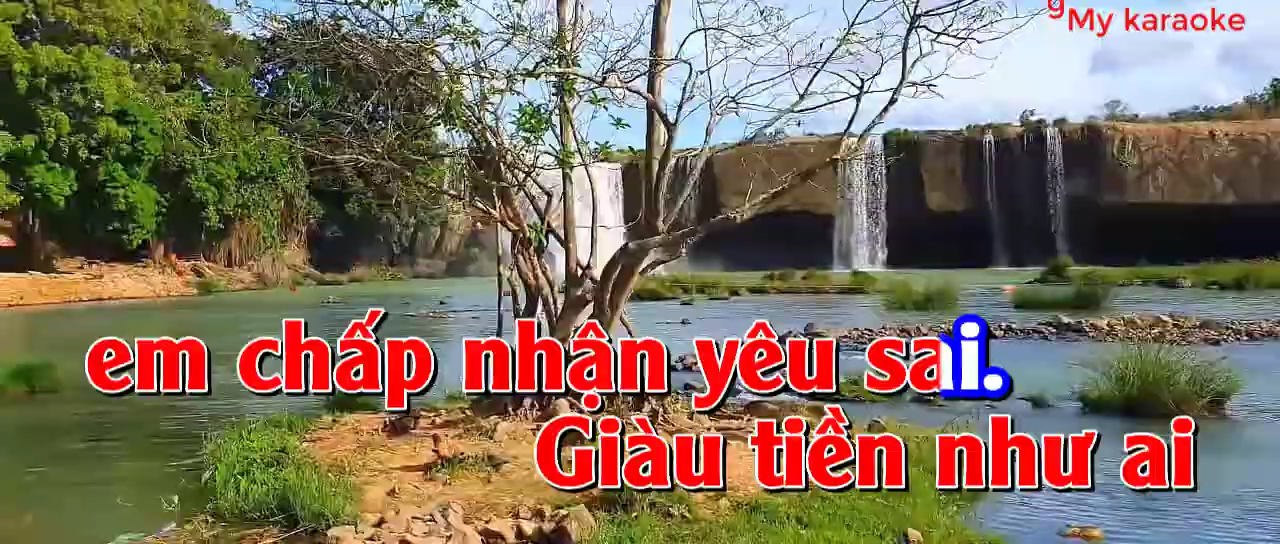 g
My karaoke
em chấp nhận yêu sai.
Giàu tiền như ai